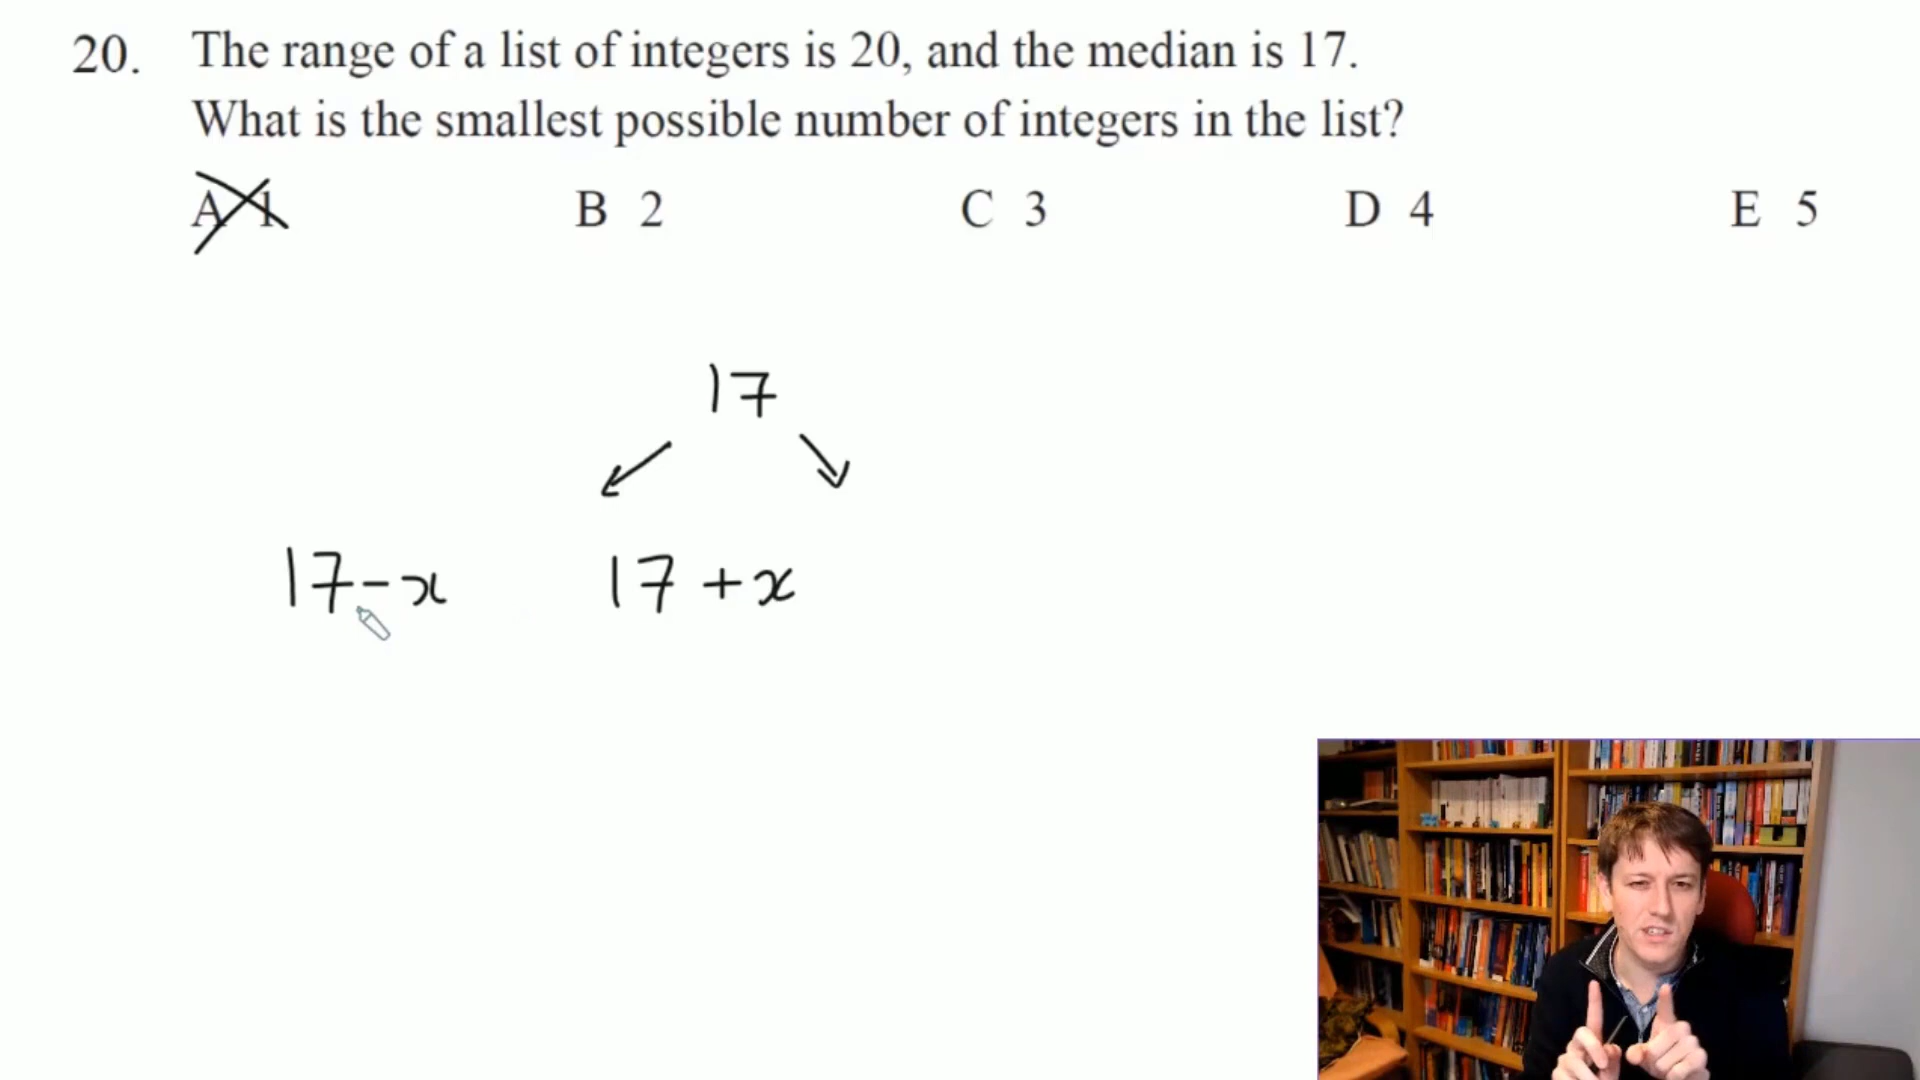 20. The range of a list of integers is 20, and the median is 17.
What is the smallest possible number of integers in the list?
A 1 B 2 C 3 D 4 E 5
17
17-x 17+x